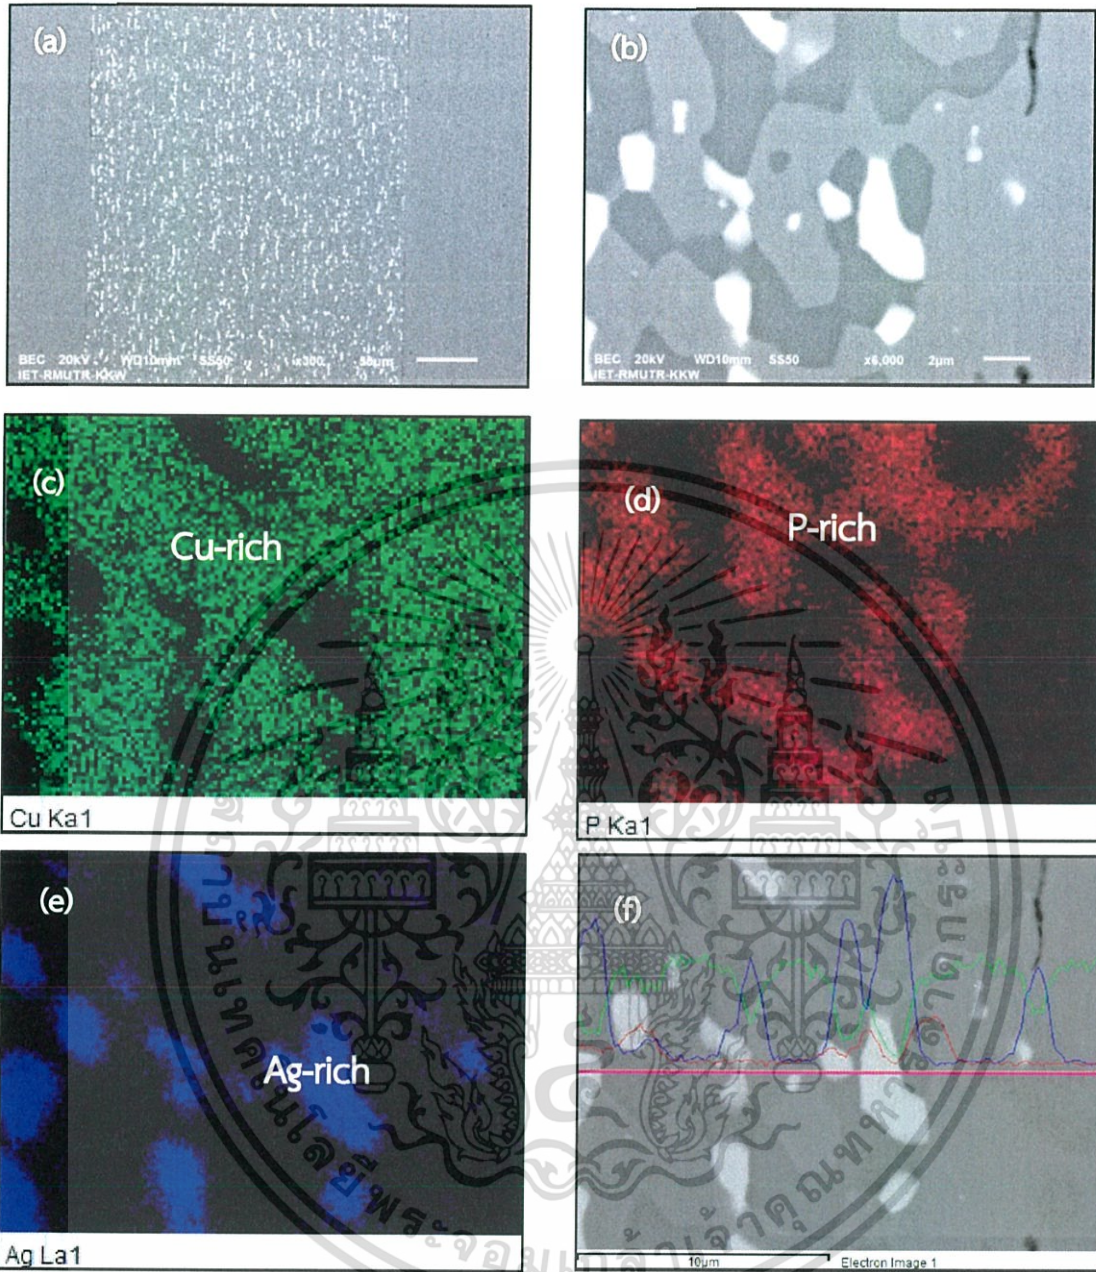 (a)
BEC 20kV WD10mm SS50 x300 50µm
IET-RMUTR-KKW
(b)
BEC 20kV WD10mm SS50 x6,000 2µm
IET-RMUTR-KKW
(c)
Cu-rich
Cu Ka1
(d)
P-rich
P Ka1
(e)
Ag-rich
Ag La1
(f)
10µm Electron Image 1